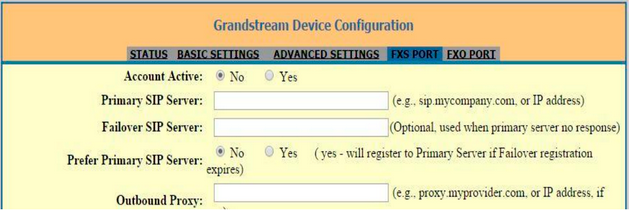 Grandstream Device Configuration
STATUS BASIC SETTINGS ADVANCED SETTINGS FXS PORT FXO PORT
Account Active: No Yes
Primary SIP Server: (e.g., sip.mycompany.com, or IP address)
Failover SIP Server: (Optional, used when primary server no response)
Prefer Primary SIP Server: No Yes ( yes - will register to Primary Server if Failover registration
expires)
Outbound Proxy: (e.g., proxy.myprovider.com, or IP address, if